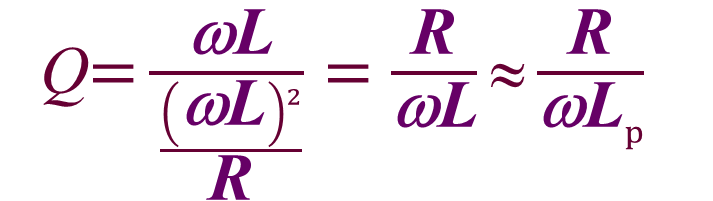 Q = ωL / ((ωL)² / R) = R / ωL ≈ R / ωLₚ